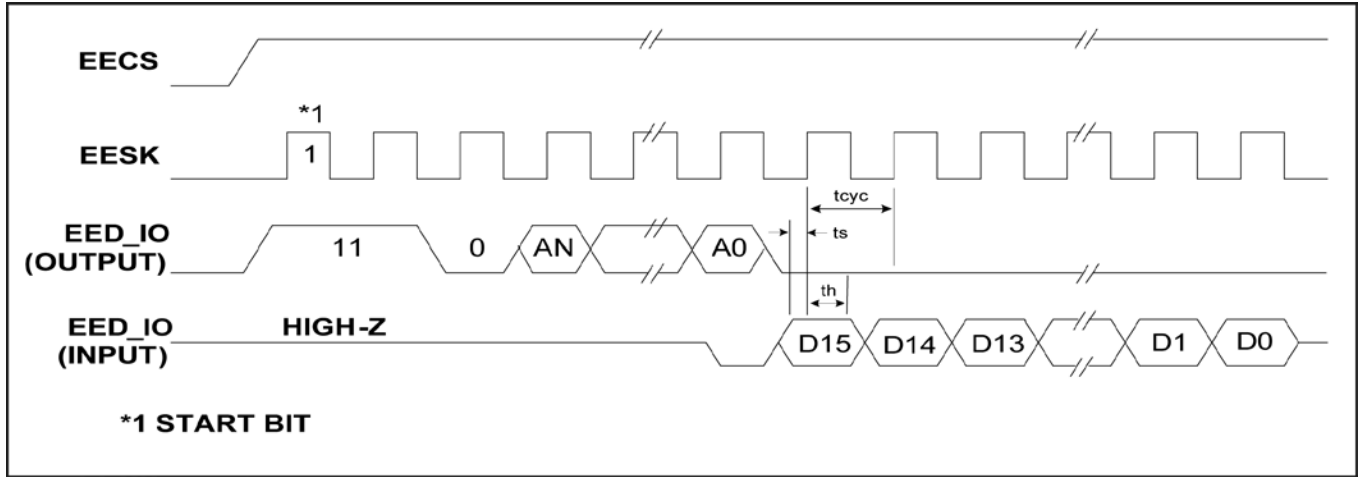 EECS
*1
EESK 1
tcyc
EED_IO
(OUTPUT) 11 0 AN A0 ts
th
EED_IO
(INPUT) HIGH-Z D15 D14 D13 D1 D0
*1 START BIT